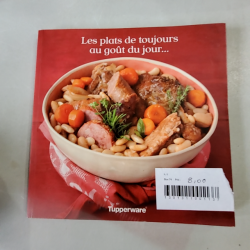 Les plats de toujours
au goût du jour...
8,00
Tupperware